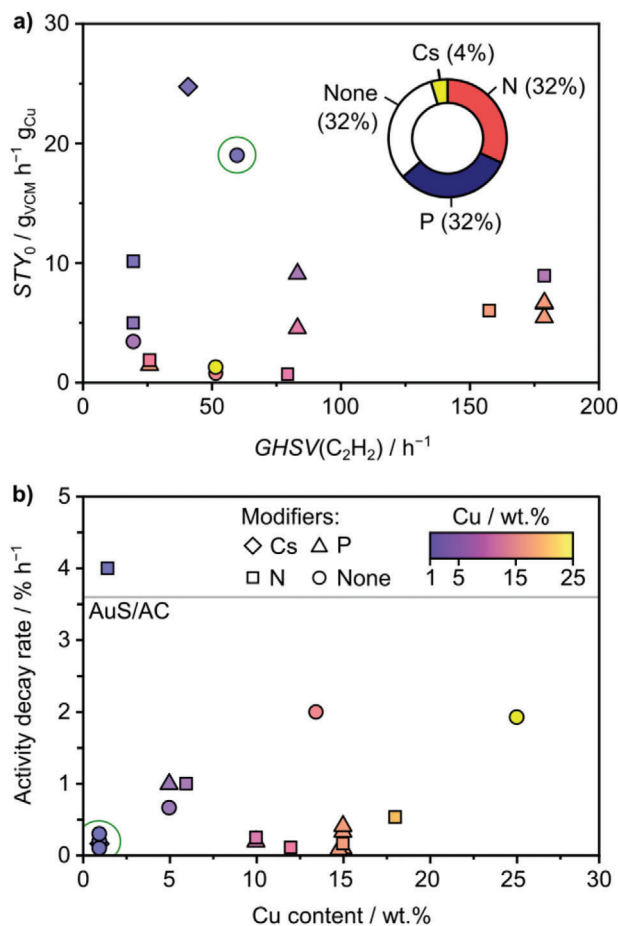 a)
30
20
10
0
STY₀ / g_VCM h⁻¹ g_Cu
Cs (4%)
None
(32%)
N (32%)
P (32%)
0 50 100 150 200
GHSV(C₂H₂) / h⁻¹
b)
5
4
3
2
1
0
Activity decay rate / % h⁻¹
Modifiers:
Cs P
N None
Cu / wt.%
1 5 15 25
AuS/AC
0 5 10 15 20 25 30
Cu content / wt.%